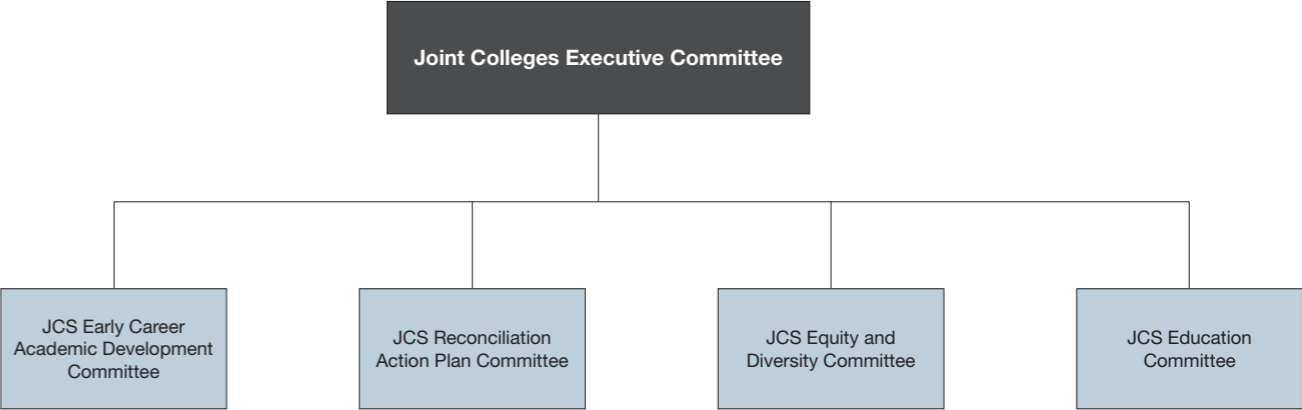 Joint Colleges Executive Committee
JCS Early Career
Academic Development
Committee
JCS Reconciliation
Action Plan Committee
JCS Equity and
Diversity Committee
JCS Education
Committee